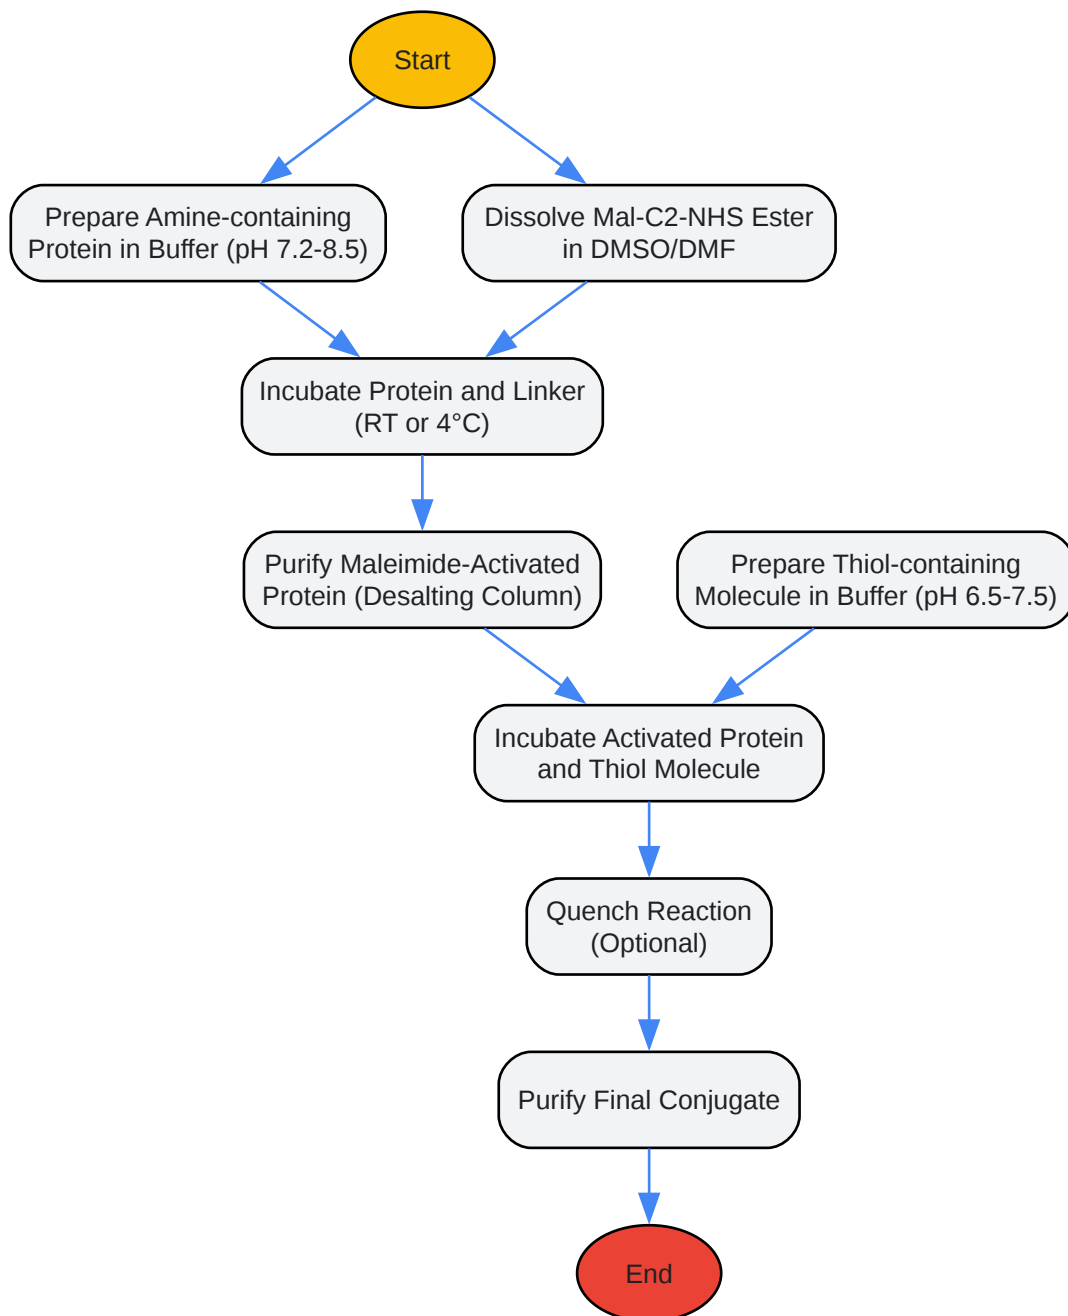 Start
Prepare Amine-containing
Protein in Buffer (pH 7.2-8.5)
Dissolve Mal-C2-NHS Ester
in DMSO/DMF
Incubate Protein and Linker
(RT or 4°C)
Purify Maleimide-Activated
Protein (Desalting Column)
Prepare Thiol-containing
Molecule in Buffer (pH 6.5-7.5)
Incubate Activated Protein
and Thiol Molecule
Quench Reaction
(Optional)
Purify Final Conjugate
End